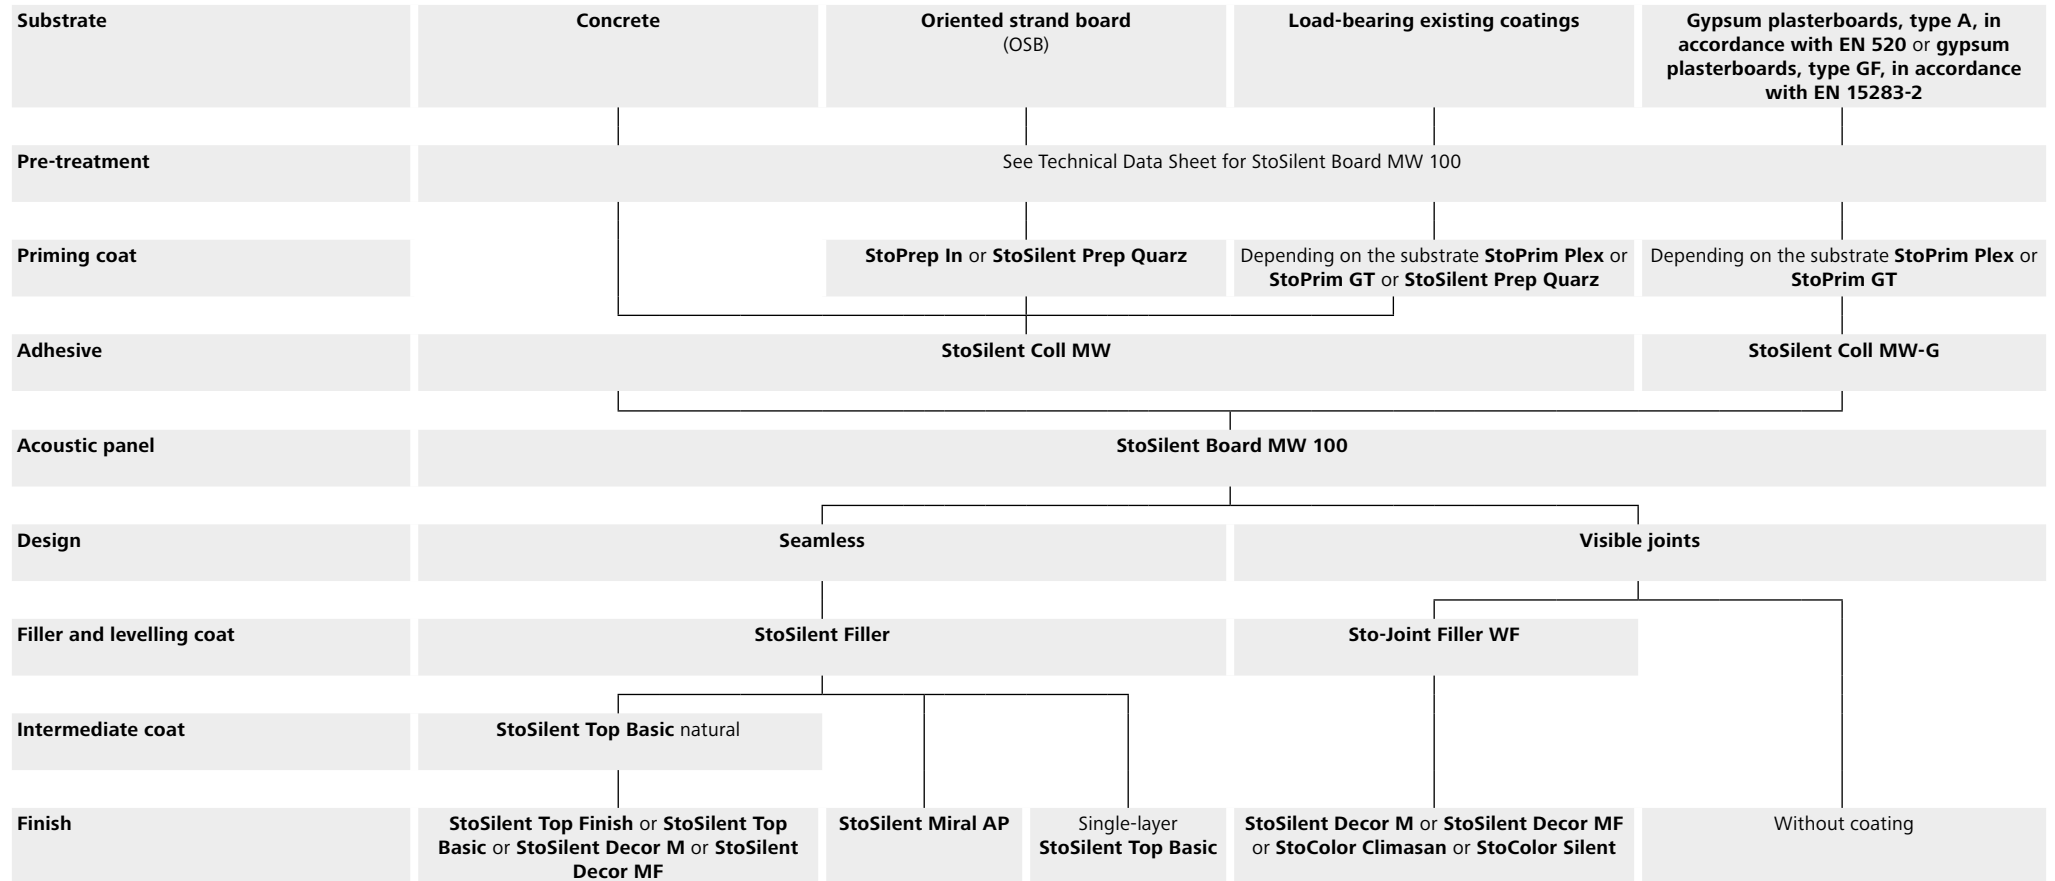 Substrate
Concrete
Oriented strand board
(OSB)
Load-bearing existing coatings
Gypsum plasterboards, type A, in
accordance with EN 520 or gypsum
plasterboards, type GF, in accordance
with EN 15283-2
Pre-treatment
See Technical Data Sheet for StoSilent Board MW 100
Priming coat
StoPrep In or StoSilent Prep Quarz
Depending on the substrate StoPrim Plex or
StoPrim GT or StoSilent Prep Quarz
Depending on the substrate StoPrim Plex or
StoPrim GT
Adhesive
StoSilent Coll MW
StoSilent Coll MW-G
Acoustic panel
StoSilent Board MW 100
Design
Seamless
Visible joints
Filler and levelling coat
StoSilent Filler
Sto-Joint Filler WF
Intermediate coat
StoSilent Top Basic natural
Finish
StoSilent Top Finish or StoSilent Top
Basic or StoSilent Decor M or StoSilent
Decor MF
StoSilent Miral AP
Single-layer
StoSilent Top Basic
StoSilent Decor M or StoSilent Decor MF
or StoColor Climasan or StoColor Silent
Without coating